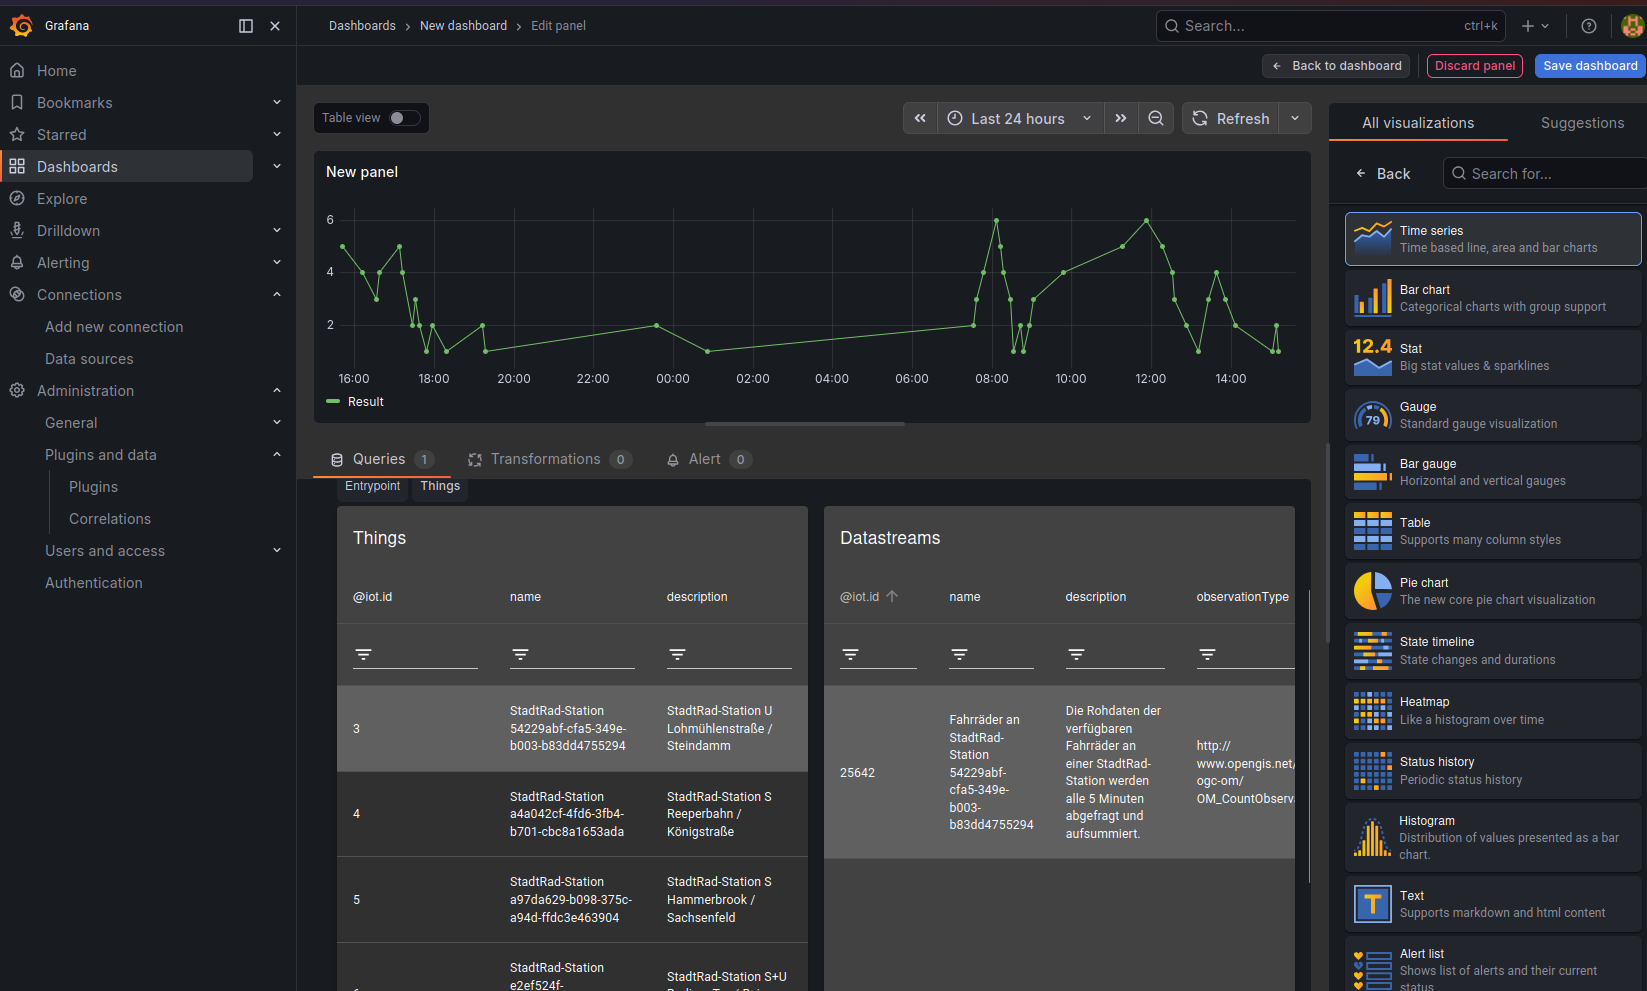 Grafana
Dashboards › New dashboard › Edit panel
Search...
ctrl+k
Back to dashboard
Discard panel
Save dashboard
Home
Bookmarks
Starred
Dashboards
Explore
Drilldown
Alerting
Connections
Add new connection
Data sources
Administration
General
Plugins and data
Plugins
Correlations
Users and access
Authentication
Table view
Last 24 hours
Refresh
New panel
6
4
2
16:00 18:00 20:00 22:00 00:00 02:00 04:00 06:00 08:00 10:00 12:00 14:00
Result
Queries 1
Transformations 0
Alert 0
Entrypoint
Things
Things
@iot.id name description
3
StadtRad-Station
54229abf-cfa5-349e-
b003-b83dd4755294
StadtRad-Station U
Lohmühlenstraße /
Steindamm
4
StadtRad-Station
a4a042cf-4fd6-3fb4-
b701-cbc8a1653ada
StadtRad-Station S
Reeperbahn /
Königstraße
5
StadtRad-Station
a97da629-b098-375c-
a94d-ffdc3e463904
StadtRad-Station S
Hammerbrook /
Sachsenfeld
StadtRad-Station
e2ef524f-
StadtRad-Station S+U
Datastreams
@iot.id name description observationType
25642
Fahrräder an
StadtRad-
Station
54229abf-
cfa5-349e-
b003-
b83dd4755294
Die Rohdaten der
verfügbaren
Fahrräder an
einer StadtRad-
Station werden
alle 5 Minuten
abgefragt und
aufsummiert.
http://
www.opengis.net/
ogc-om/
OM_CountObserv
All visualizations
Suggestions
Back
Search for...
Time series
Time based line, area and bar charts
Bar chart
Categorical charts with group support
12.4
Stat
Big stat values & sparklines
79
Gauge
Standard gauge visualization
Bar gauge
Horizontal and vertical gauges
Table
Supports many column styles
Pie chart
The new core pie chart visualization
State timeline
State changes and durations
Heatmap
Like a histogram over time
Status history
Periodic status history
Histogram
Distribution of values presented as a bar
chart.
T
Text
Supports markdown and html content
Alert list
Shows list of alerts and their current
status